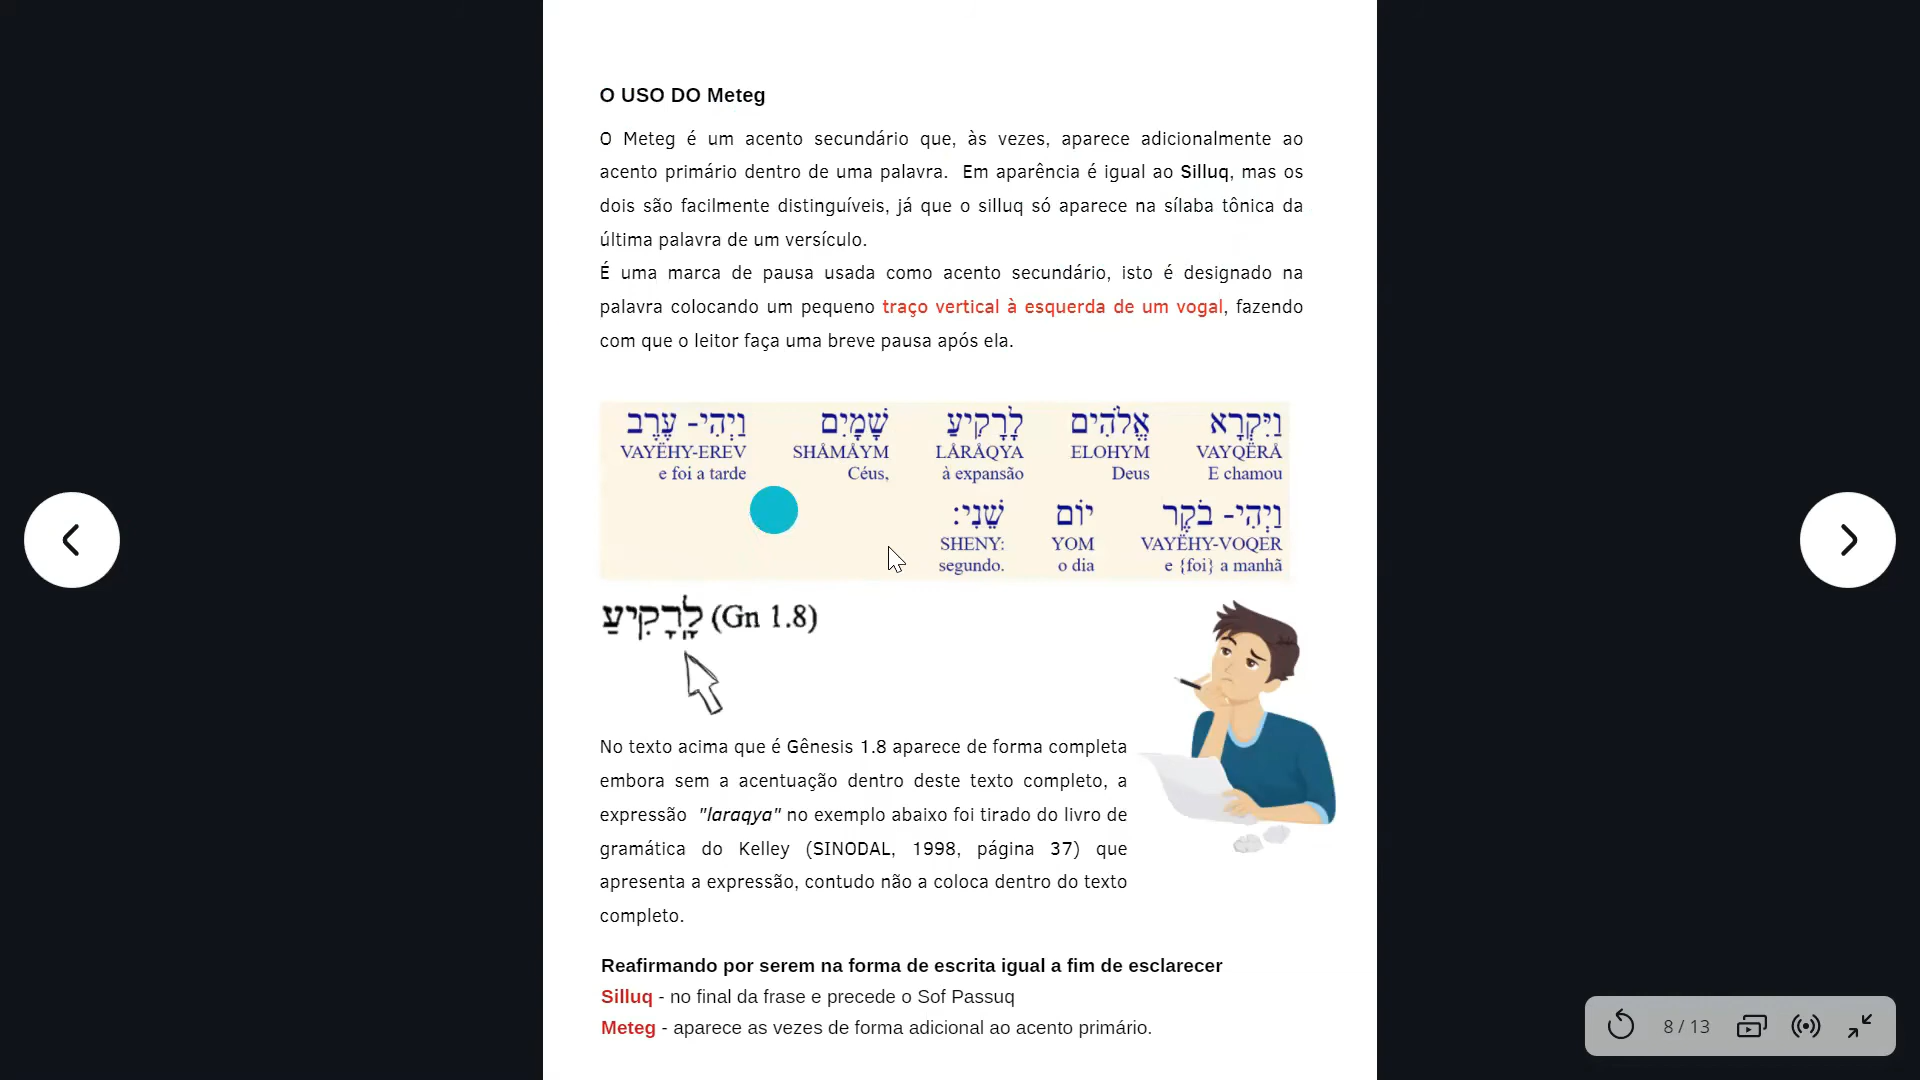 O USO DO Meteg
O Meteg é um acento secundário que, às vezes, aparece adicionalmente ao
acento primário dentro de uma palavra. Em aparência é igual ao Silluq, mas os
dois são facilmente distinguíveis, já que o silluq só aparece na sílaba tônica da
última palavra de um versículo.
É uma marca de pausa usada como acento secundário, isto é designado na
palavra colocando um pequeno traço vertical à esquerda de um vogal, fazendo
com que o leitor faça uma breve pausa após ela.
וַיִּקְרָא אֱלֹהִים לָרָקִיעַ שָׁמָיִם וַיְהִי- עֶרֶב
VAYËHY-EREV SHÅMÅYM LÅRÅQYA ELOHYM VAYQËRÅ
e foi a tarde Céus, à expansão Deus E chamou
וַיְהִי- בֹקֶר יוֹם שֵׁנִי:
SHENY: YOM VAYËHY-VOQER
segundo. o dia e {foi} a manhã
לָֽרָקִיעַ (Gn 1.8)
No texto acima que é Gênesis 1.8 aparece de forma completa
embora sem a acentuação dentro deste texto completo, a
expressão "laraqya" no exemplo abaixo foi tirado do livro de
gramática do Kelley (SINODAL, 1998, página 37) que
apresenta a expressão, contudo não a coloca dentro do texto
completo.
Reafirmando por serem na forma de escrita igual a fim de esclarecer
Silluq - no final da frase e precede o Sof Passuq
Meteg - aparece as vezes de forma adicional ao acento primário.
8 / 13